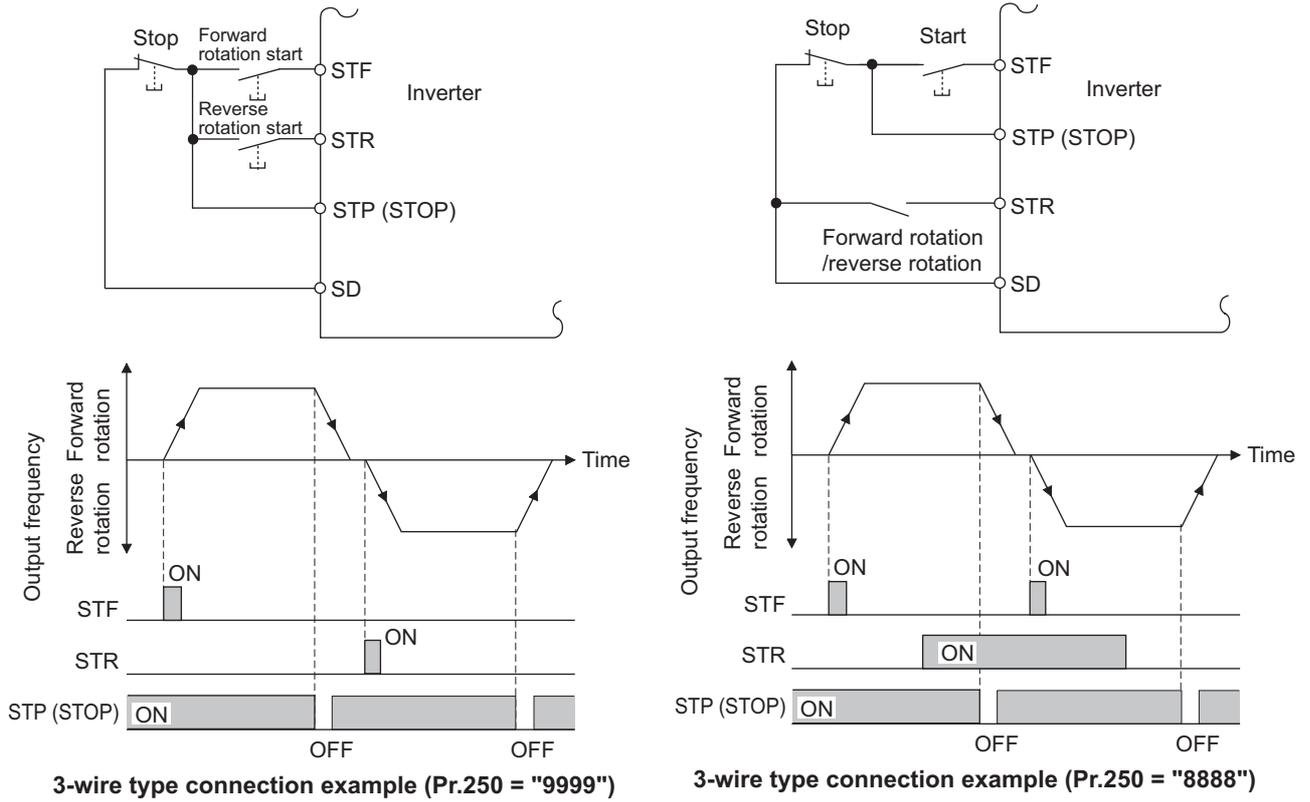 Stop
Forward
rotation start
STF
Inverter
Reverse
rotation start
STR
STP (STOP)
SD
Output frequency
Reverse Forward
rotation rotation
Time
ON
STF
ON
STR
STP (STOP)
ON
OFF
OFF
3-wire type connection example (Pr.250 = "9999")
Stop
Start
STF
Inverter
STP (STOP)
STR
Forward rotation
/reverse rotation
SD
Output frequency
Reverse Forward
rotation rotation
Time
ON
ON
STF
STR
ON
STP (STOP)
ON
OFF
OFF
3-wire type connection example (Pr.250 = "8888")